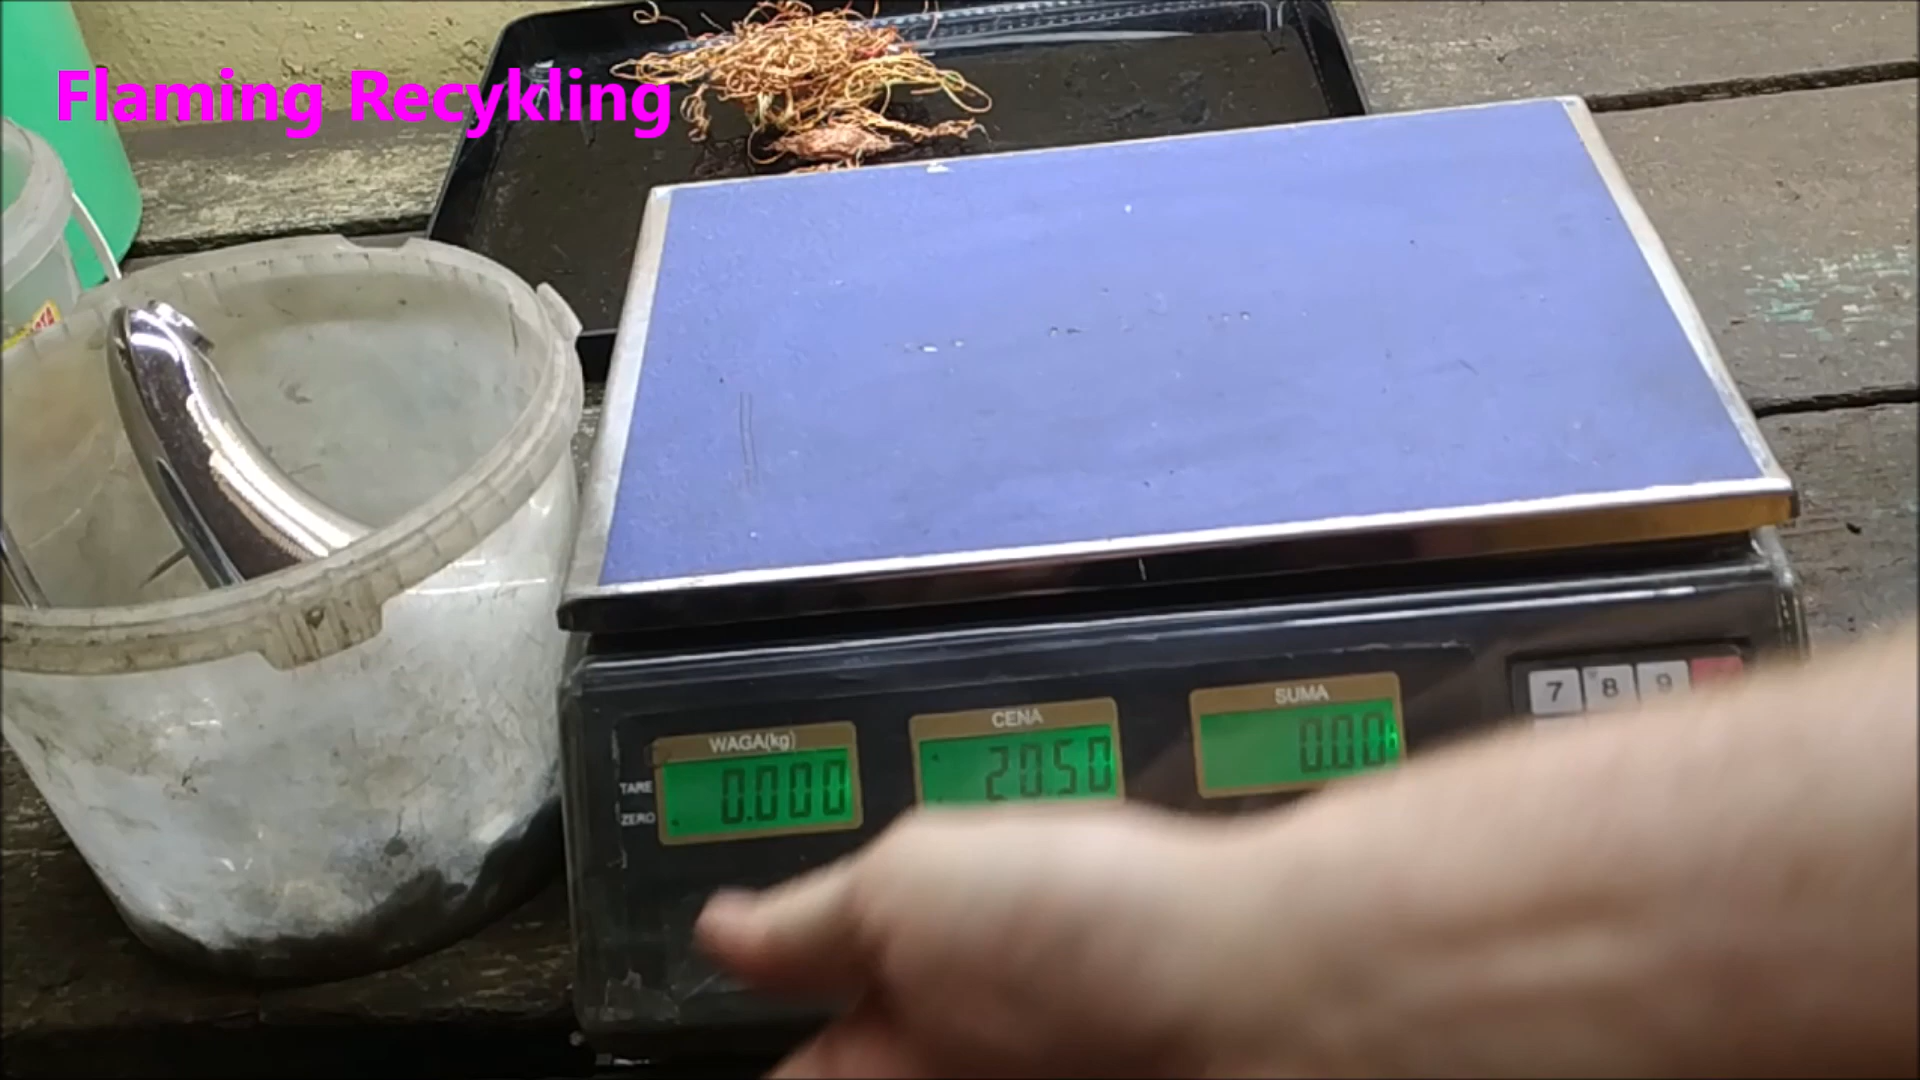 Flaming Recykling
WAGA(kg)
CENA
SUMA
TARE
ZERO
0.000
20.50
0.00
7 8 9